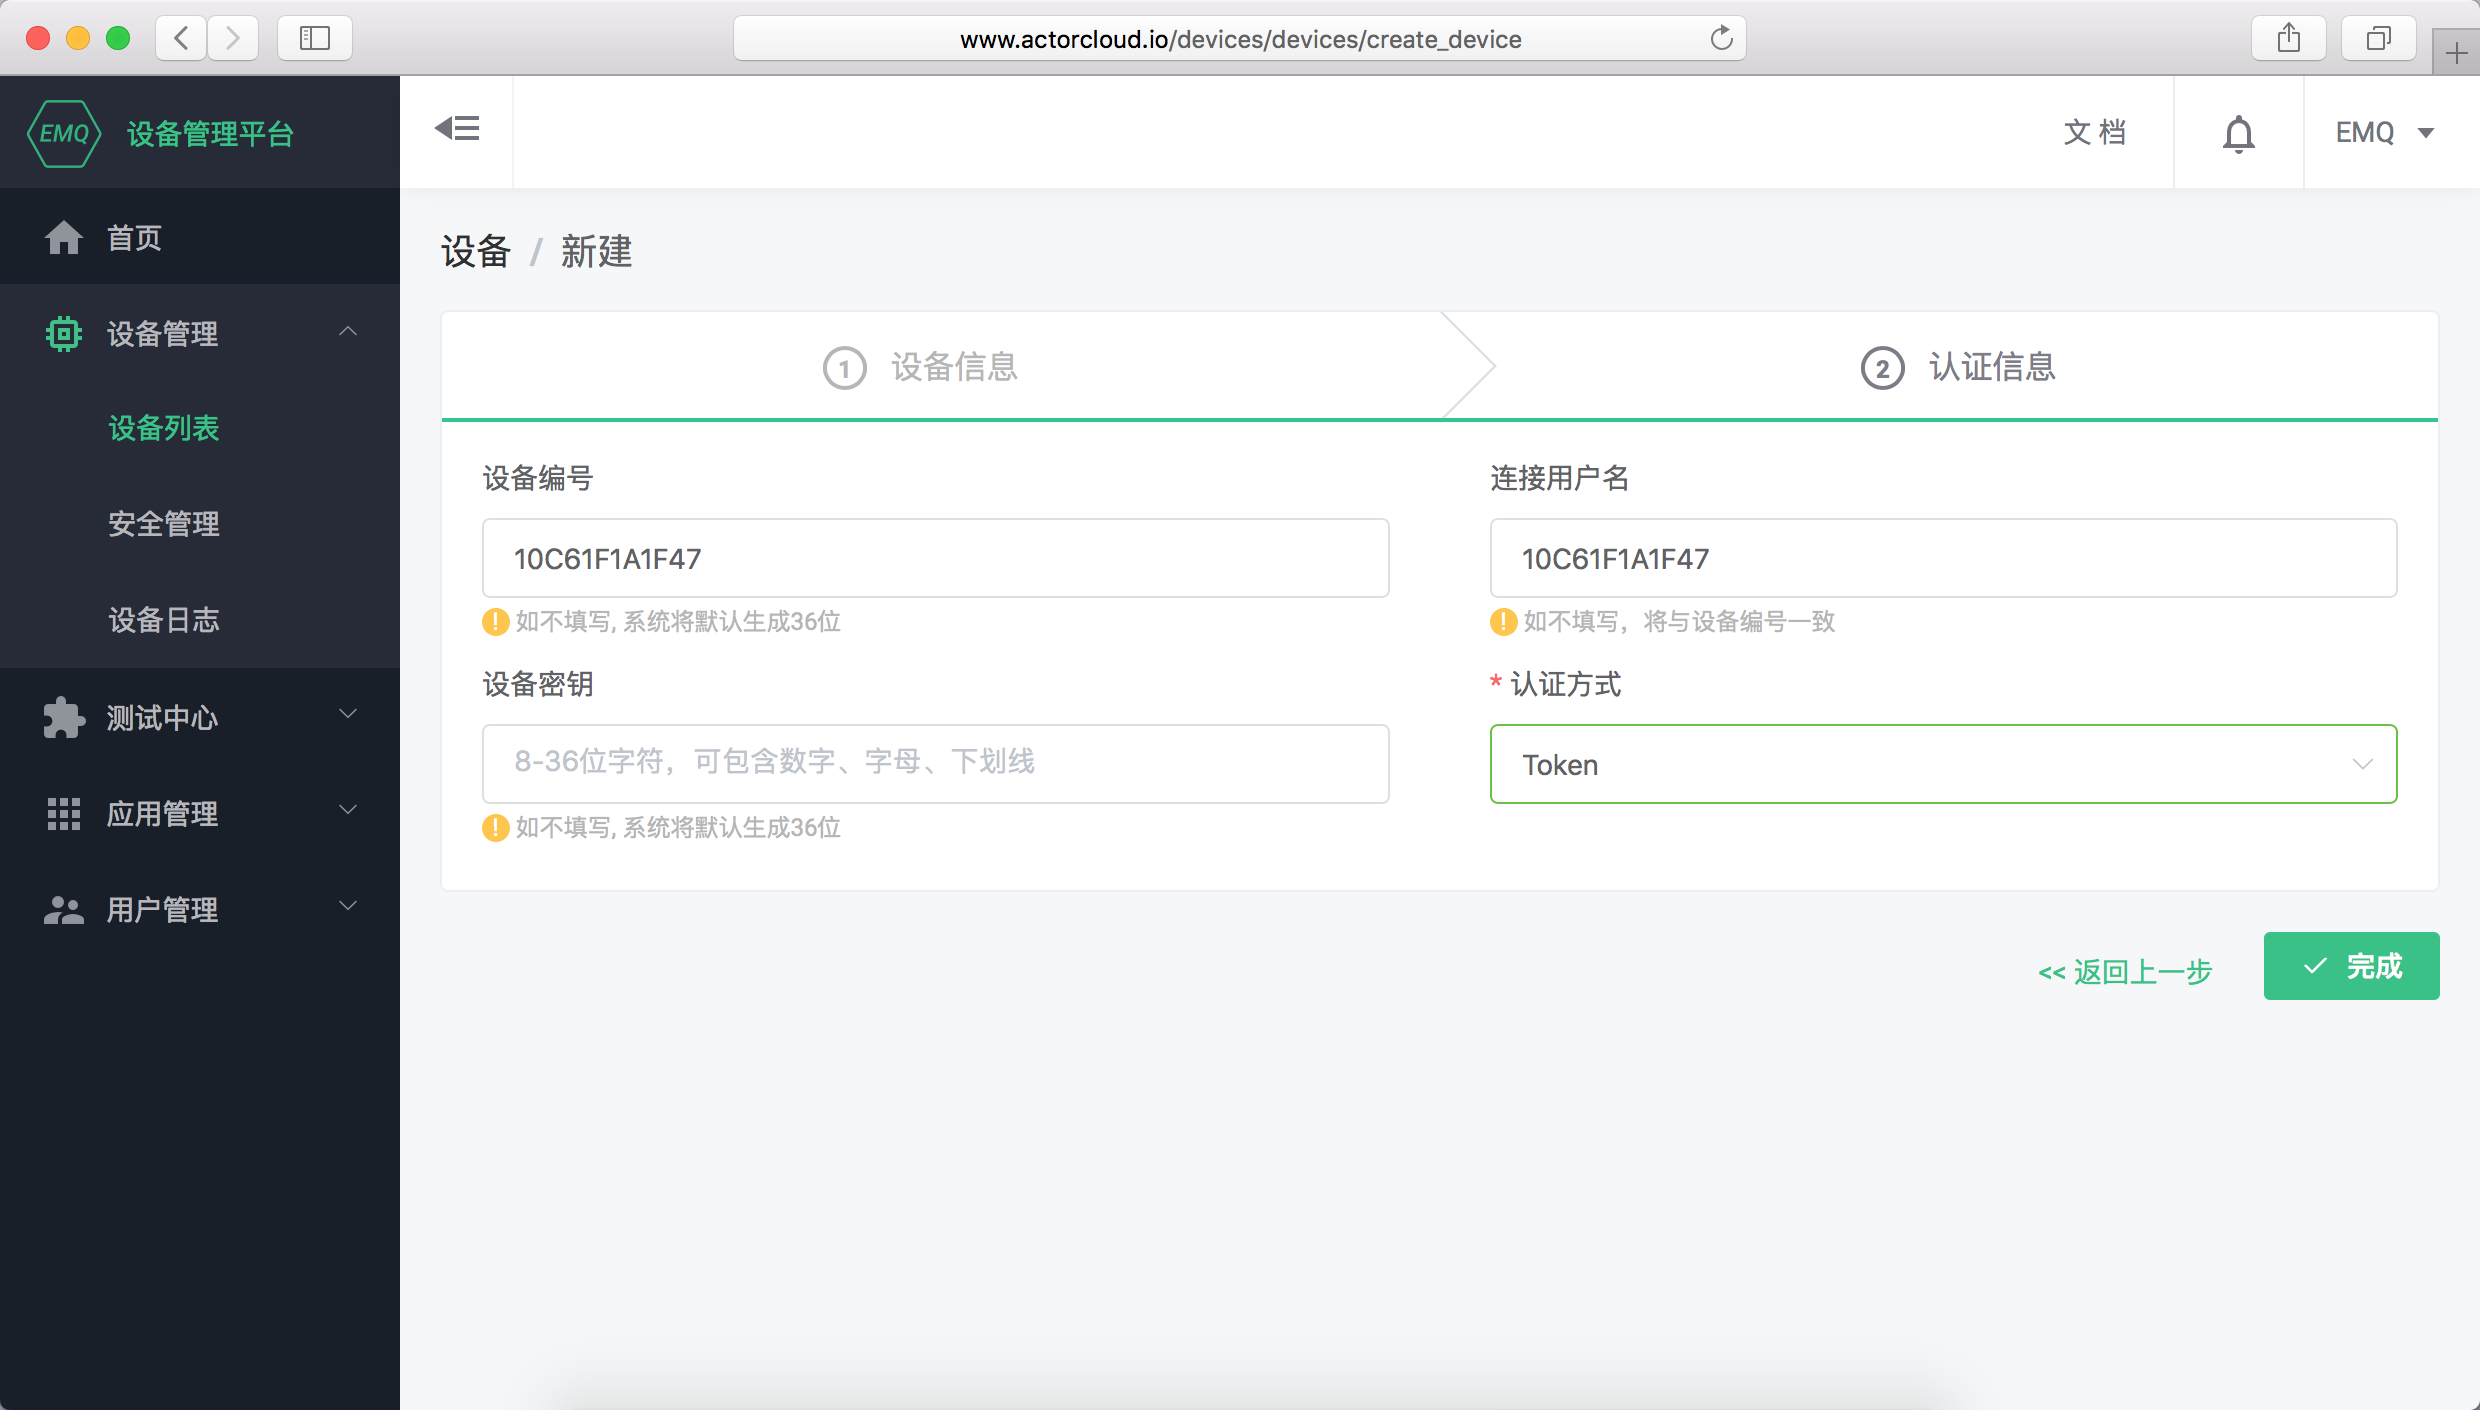 www.actorcloud.io/devices/devices/create_device
EMQ 设备管理平台
文档
EMQ
首页
设备管理
设备列表
安全管理
设备日志
测试中心
应用管理
用户管理
设备 / 新建
1 设备信息
2 认证信息
设备编号
10C61F1A1F47
如不填写, 系统将默认生成36位
连接用户名
10C61F1A1F47
如不填写，将与设备编号一致
设备密钥
8-36位字符，可包含数字、字母、下划线
如不填写, 系统将默认生成36位
* 认证方式
Token
<< 返回上一步
完成